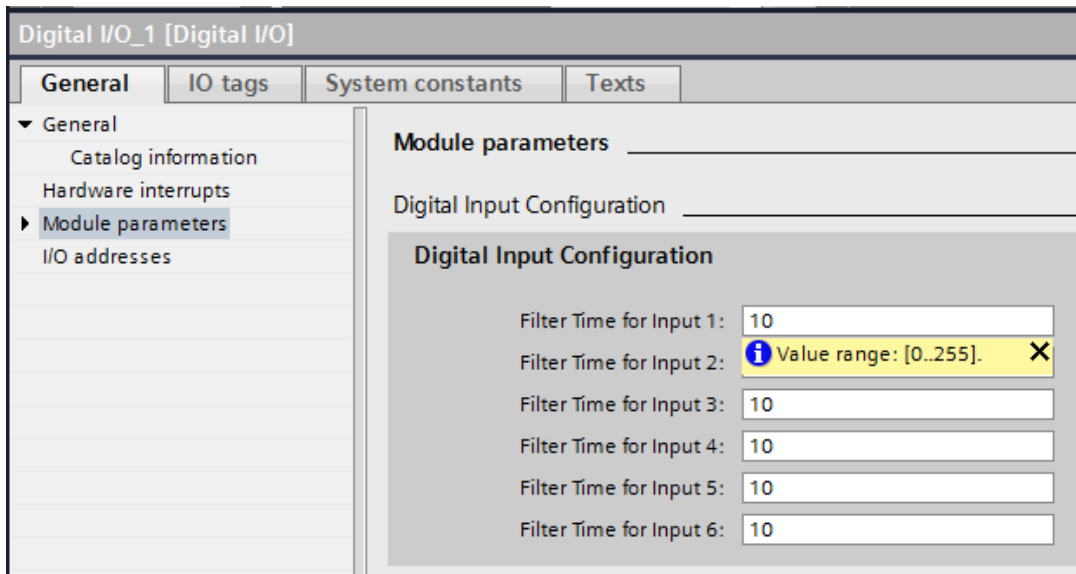 Digital I/O_1 [Digital I/O]
General IO tags System constants Texts
General
Catalog information
Hardware interrupts
Module parameters
I/O addresses
Module parameters
Digital Input Configuration
Digital Input Configuration
Filter Time for Input 1: 10
Filter Time for Input 2: Value range: [0..255].
Filter Time for Input 3: 10
Filter Time for Input 4: 10
Filter Time for Input 5: 10
Filter Time for Input 6: 10